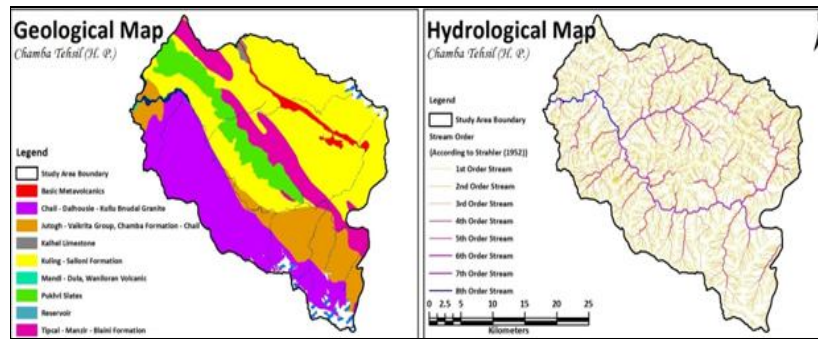 Geological Map
Chamba Tehsil (H. P.)
Legend
Study Area Boundary
Basic Metavolcanics
Chail - Dalhousie - Kullu Bnudal Granite
Jutogh - Vaikrita Group, Chamba Formation - Chail
Kalhel Limestone
Kuling - Salloni Formation
Mandi - Dula, Waniloran Volcanic
Pukhri Slates
Reservoir
Tipcal - Manzir - Blaini Formation
Hydrological Map
Chamba Tehsil (H. P.)
Legend
Study Area Boundary
Stream Order
(According to Strahler (1952))
1st Order Stream
2nd Order Stream
3rd Order Stream
4th Order Stream
5th Order Stream
6th Order Stream
7th Order Stream
8th Order Stream
0 2.5 5 10 15 20 25
Kilometers